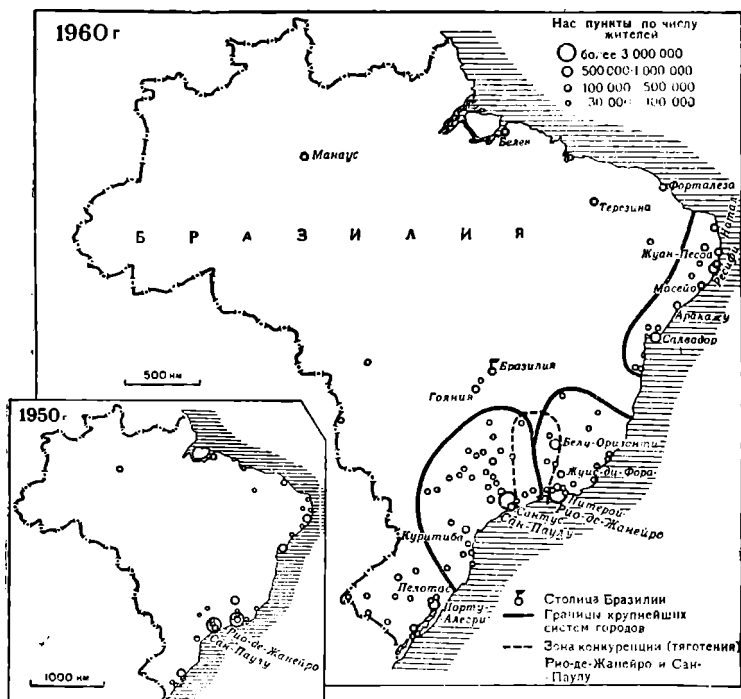 1960 г
Нас пункты по числу
жителей
более 3 000 000
500 000-1 000 000
100 000 - 500 000
30 000 - 100 000
Белен
Манаус
Форталеза
Терезина
Натал
БРАЗИЛИЯ
Жуан-Песоа
Ресифи
Масейо
Аракажу
Салвадор
500 км
Бразилия
Гояния
1950 г
Белу-Оризонти
Жуис-ди-Фора
Нитерой
Рио-де-Жанейро
Сантус
Сан-Паулу
Куритиба
Пелотас
Порту-
Алегри
Рио-де-Жанейро
Сан-Паулу
1000 км
Столица Бразилии
Границы крупнейших
систем городов
Зона конкуренции (тяготения)
Рио-де-Жанейро и Сан-
Паулу